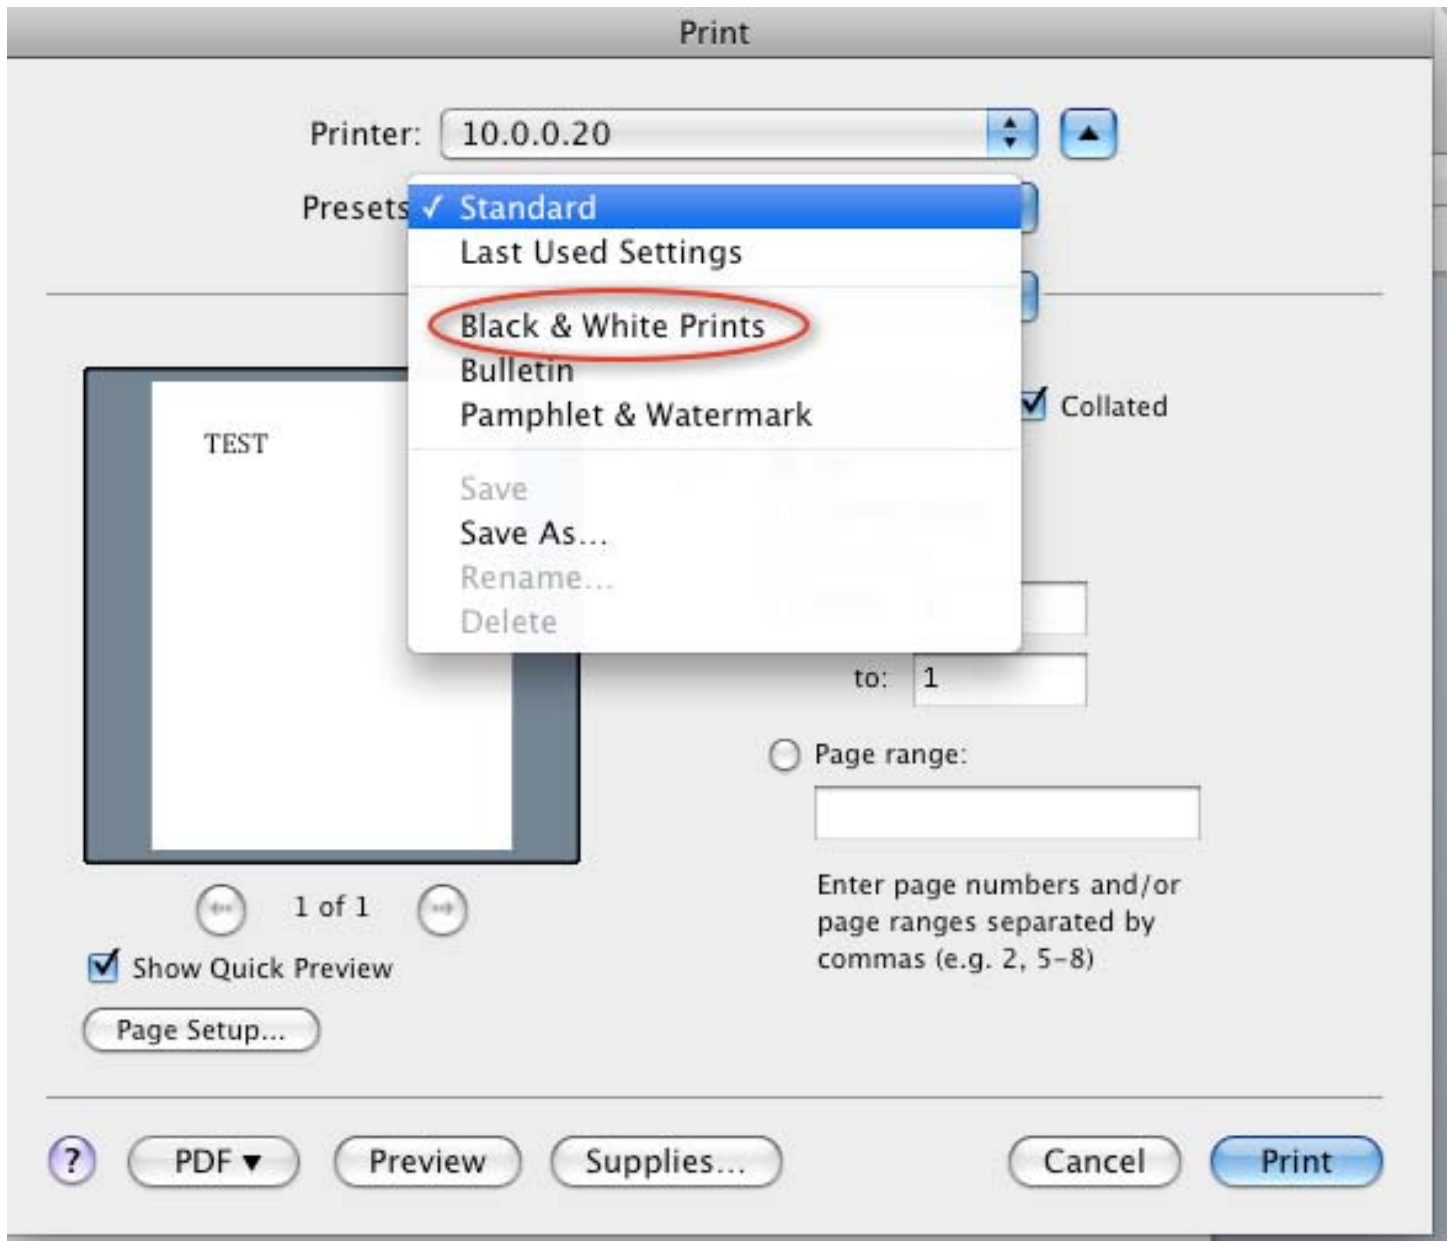 Print
Printer: 10.0.0.20
Presets ✓ Standard
Last Used Settings
Black & White Prints
Bulletin
Pamphlet & Watermark
Save
Save As...
Rename...
Delete
Collated
TEST
to: 1
Page range:
Enter page numbers and/or
page ranges separated by
commas (e.g. 2, 5-8)
1 of 1
Show Quick Preview
Page Setup...
? PDF▼ Preview Supplies... Cancel Print